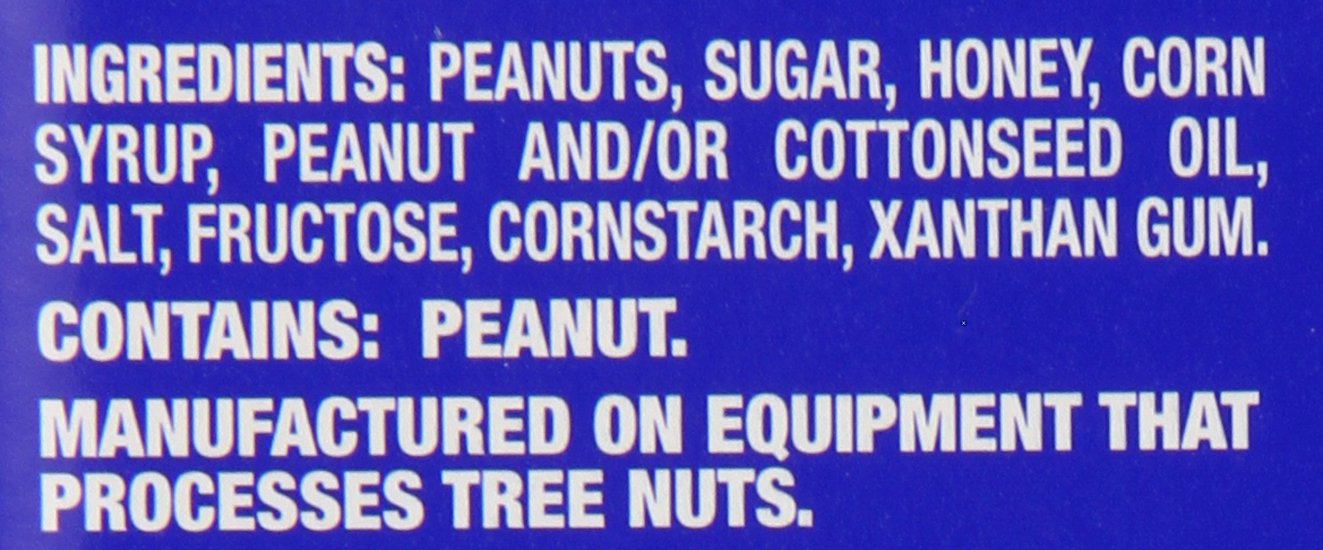 INGREDIENTS: PEANUTS, SUGAR, HONEY, CORN
SYRUP, PEANUT AND/OR COTTONSEED OIL,
SALT, FRUCTOSE, CORNSTARCH, XANTHAN GUM.
CONTAINS: PEANUT.
MANUFACTURED ON EQUIPMENT THAT
PROCESSES TREE NUTS.